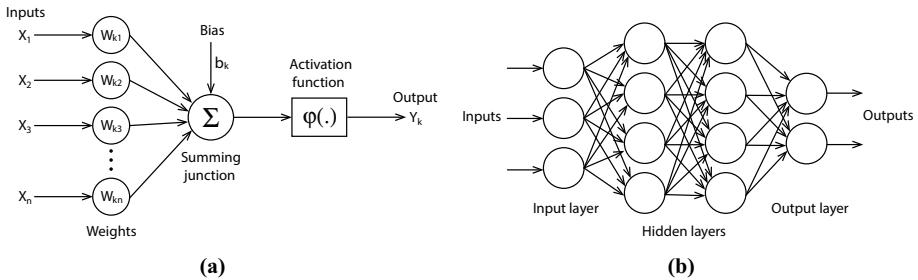 Inputs
X1
Wk1
X2
Wk2
X3
Wk3
Xn
Wkn
Weights
Bias
bk
Σ
Summing
junction
Activation
function
φ(.)
Output
Yk
(a)
Inputs
Input layer
Hidden layers
Output layer
Outputs
(b)